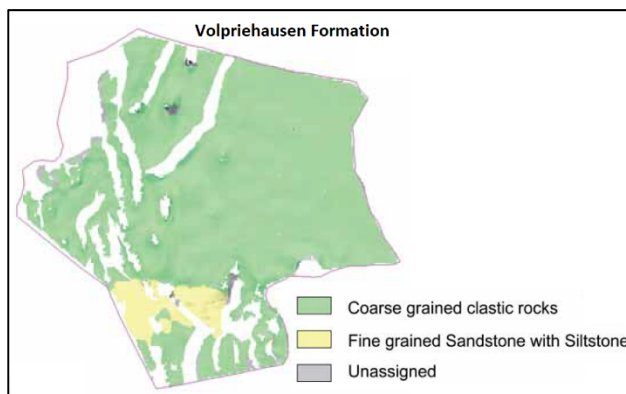 Volpriehausen Formation
Coarse grained clastic rocks
Fine grained Sandstone with Siltstone
Unassigned